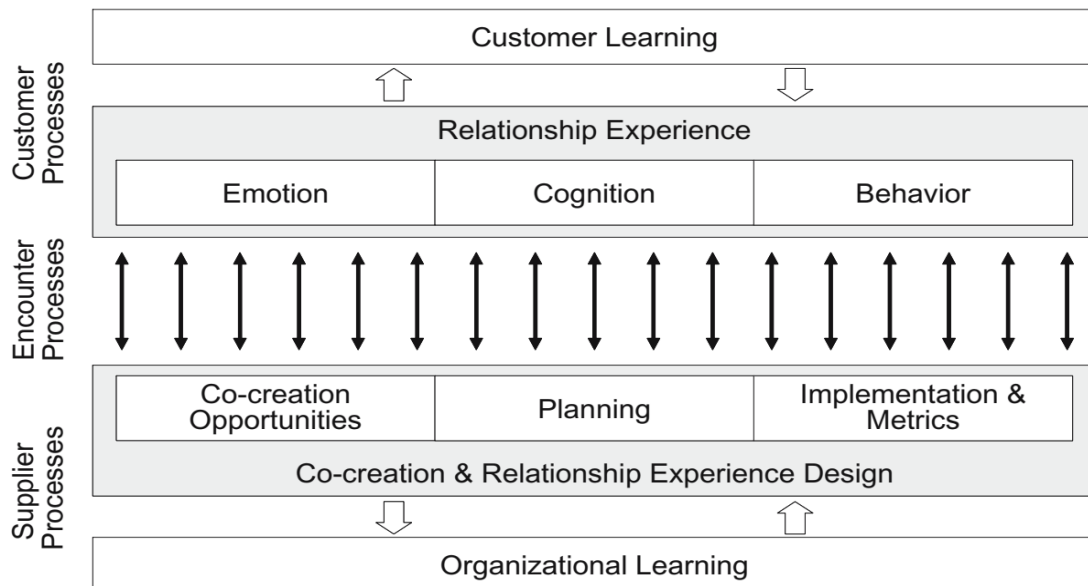 Customer Learning
Customer
Processes
Relationship Experience
Emotion
Cognition
Behavior
Encounter
Processes
Co-creation
Opportunities
Planning
Implementation &
Metrics
Co-creation & Relationship Experience Design
Supplier
Processes
Organizational Learning